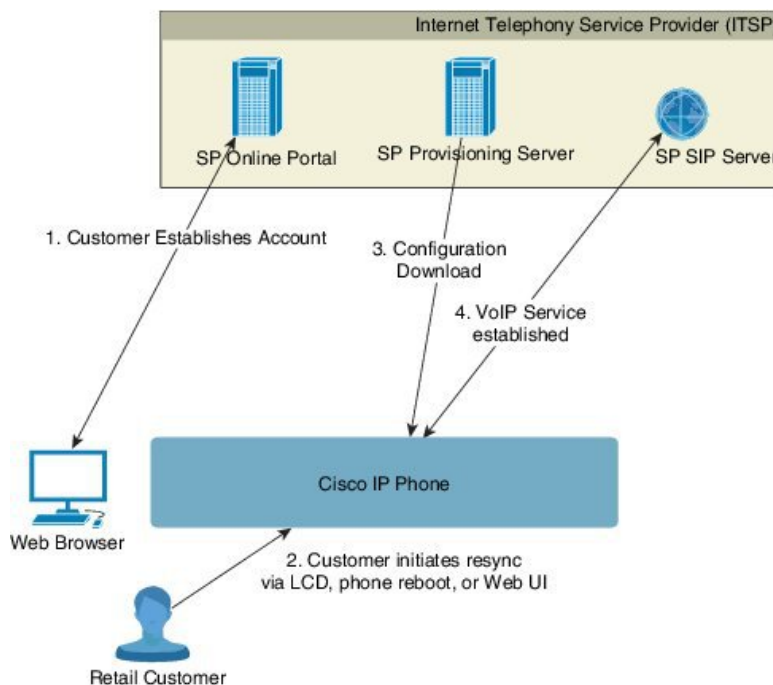 Internet Telephony Service Provider (ITSP
SP Online Portal
SP Provisioning Server
SP SIP Server
1. Customer Establishes Account
3. Configuration
Download
4. VoIP Service
established
Cisco IP Phone
Web Browser
2. Customer initiates resync
via LCD, phone reboot, or Web UI
Retail Customer